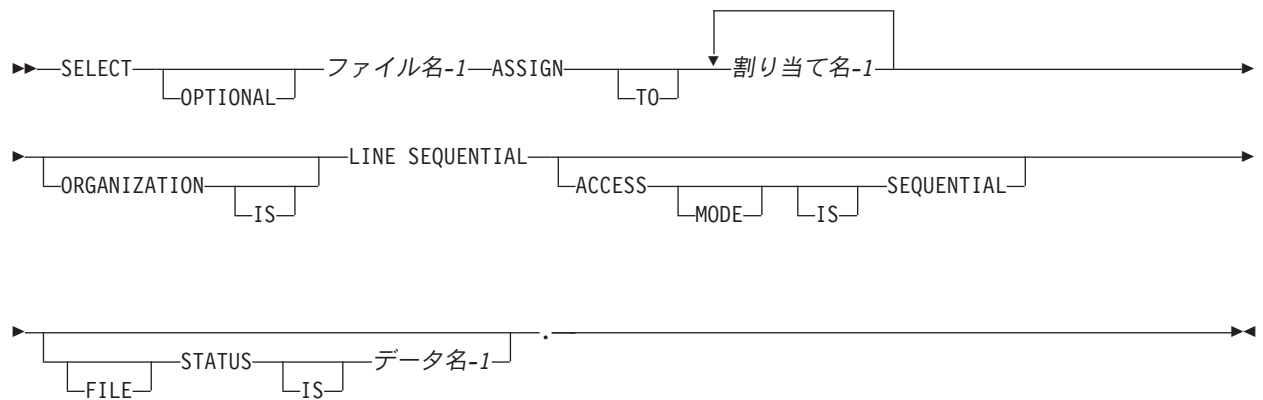 SELECT OPTIONAL ファイル名-1 ASSIGN TO 割り当て名-1
ORGANIZATION IS LINE SEQUENTIAL ACCESS MODE IS SEQUENTIAL
FILE STATUS IS データ名-1 .